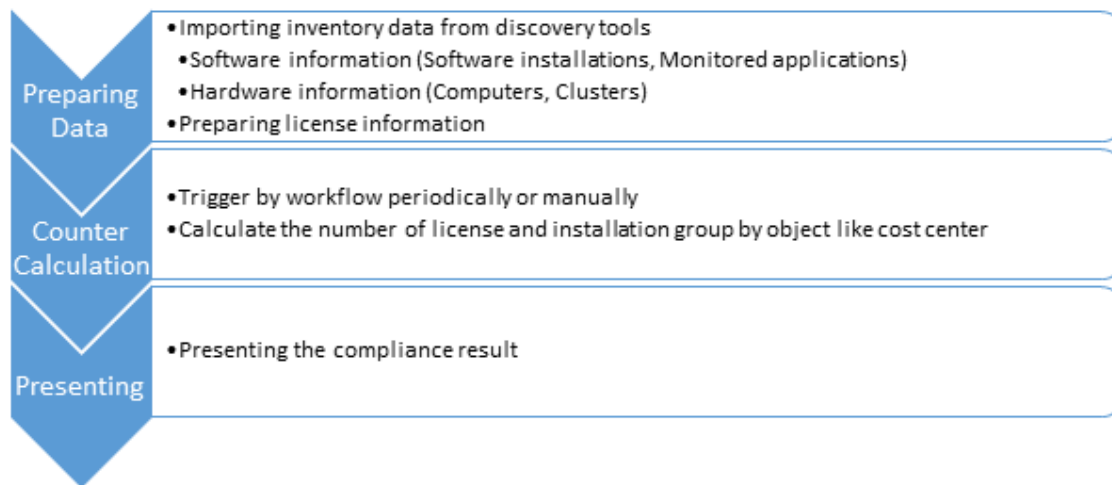 •Importing inventory data from discovery tools
•Software information (Software installations, Monitored applications)
•Hardware information (Computers, Clusters)
•Preparing license information
Preparing
Data
•Trigger by workflow periodically or manually
•Calculate the number of license and installation group by object like cost center
Counter
Calculation
•Presenting the compliance result
Presenting